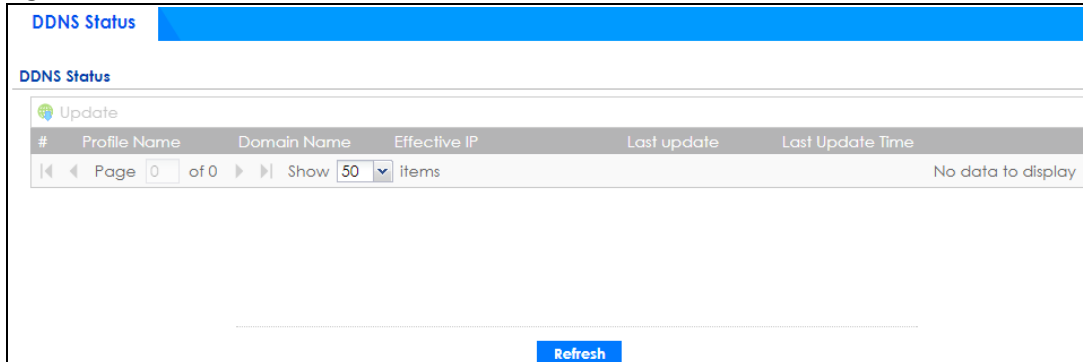 DDNS Status
DDNS Status
Update
# Profile Name Domain Name Effective IP Last update Last Update Time
Page 0 of 0 Show 50 items No data to display
Refresh